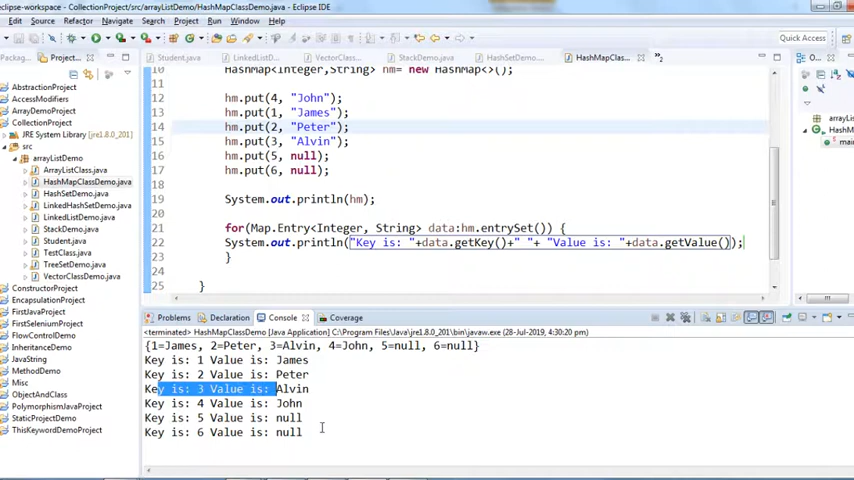 eclipse-workspace - CollectionProject/src/arrayListDemo/HashMapClassDemo.java - Eclipse IDE
Edit Source Refactor Navigate Search Project Run Window Help
Quick Access
Packag... Project...
Student.java LinkedListD... VectorClass... StackDemo.java HashSetDemo... HashMapClas... 2
AbstractionProject
AccessModifiers
ArrayDemoProject
CollectionProject
JRE System Library [jre1.8.0_201]
src
arrayListDemo
ArrayListClass.java
HashMapClassDemo.java
HashSetDemo.java
LinkedHashSetDemo.java
LinkedListDemo.java
StackDemo.java
Student.java
TestClass.java
TreeSetDemo.java
VectorClassDemo.java
ConstructorProject
EncapsulationProject
FirstJavaProject
FirstSeleniumProject
FlowControlDemo
InheritanceDemo
JavaString
MethodDemo
Misc
ObjectAndClass
PolymorphismJavaProject
StaticProjectDemo
ThisKeywordDemoProject
10 HashMap<Integer,String> hm= new HashMap<>();
11
12 hm.put(4, "John");
13 hm.put(1, "James");
14 hm.put(2, "Peter");
15 hm.put(3, "Alvin");
16 hm.put(5, null);
17 hm.put(6, null);
18
19 System.out.println(hm);
20
21 for(Map.Entry<Integer, String> data:hm.entrySet()) {
22 System.out.println("Key is: "+data.getKey()+" "+ "Value is: "+data.getValue());
23 }
24
25 }
O...
arrayLi
HashM
mai
Problems Declaration Console Coverage
<terminated> HashMapClassDemo [Java Application] C:\Program Files\Java\jre1.8.0_201\bin\javaw.exe (28-Jul-2019, 4:30:20 pm)
{1=James, 2=Peter, 3=Alvin, 4=John, 5=null, 6=null}
Key is: 1 Value is: James
Key is: 2 Value is: Peter
Key is: 3 Value is: Alvin
Key is: 4 Value is: John
Key is: 5 Value is: null
Key is: 6 Value is: null